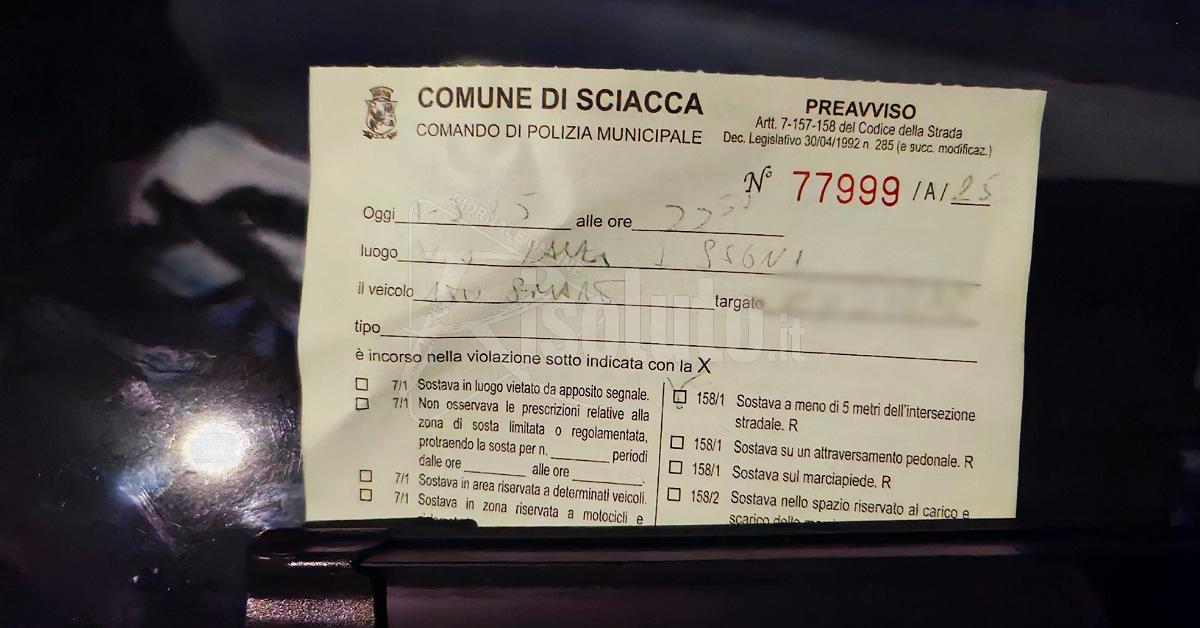 COMUNE DI SCIACCA
COMANDO DI POLIZIA MUNICIPALE
PREAVVISO
Artt. 7-157-158 del Codice della Strada
Dec. Legislativo 30/04/1992 n. 285 (e succ. modificaz.)
N° 77999 /A/ 25
Oggi alle ore
luogo
il veicolo targato
tipo
è incorso nella violazione sotto indicata con la X
7/1 Sostava in luogo vietato da apposito segnale.
7/1 Non osservava le prescrizioni relative alla
zona di sosta limitata o regolamentata,
protraendo la sosta per n. periodi
dalle ore alle ore
7/1 Sostava in area riservata a determinati veicoli.
7/1 Sostava in zona riservata a motocicli e
158/1 Sostava a meno di 5 metri dell'intersezione
stradale. R
158/1 Sostava su un attraversamento pedonale. R
158/1 Sostava sul marciapiede. R
158/2 Sostava nello spazio riservato al carico e
scarico
GIORNALE
Risoluto.it